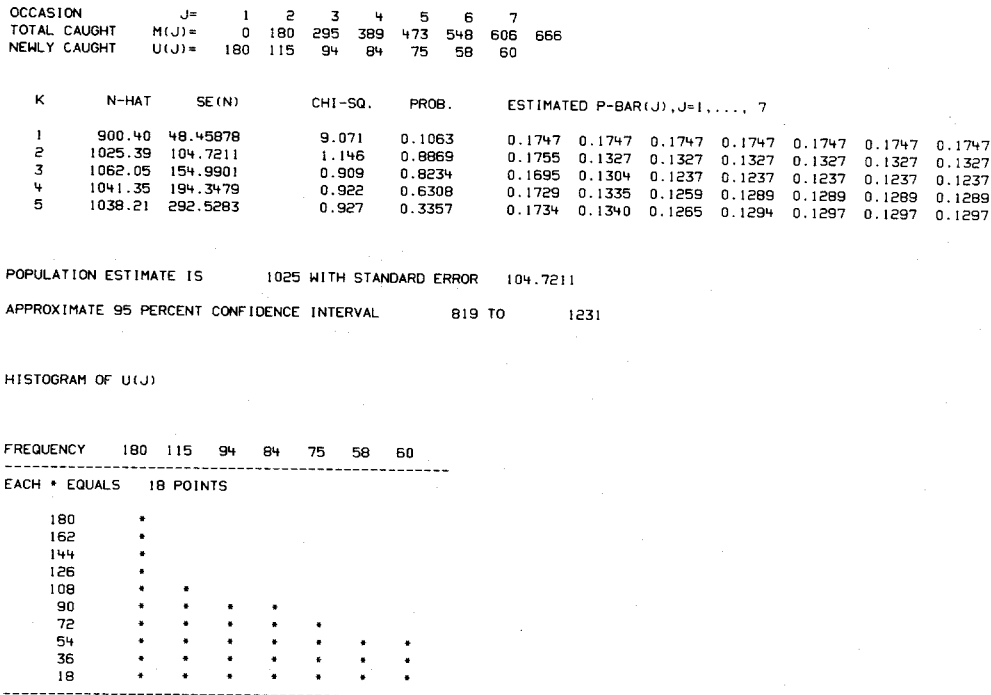 OCCASION J= 1 2 3 4 5 6 7
TOTAL CAUGHT M(J)= 0 180 295 389 473 548 606 666
NEWLY CAUGHT U(J)= 180 115 94 84 75 58 60
K N-HAT SE(N) CHI-SQ. PROB. ESTIMATED P-BAR(J),J=1,..., 7
1 900.40 48.45878 9.071 0.1063 0.1747 0.1747 0.1747 0.1747 0.1747 0.1747 0.1747
2 1025.39 104.7211 1.146 0.8869 0.1755 0.1327 0.1327 0.1327 0.1327 0.1327 0.1327
3 1062.05 154.9901 0.909 0.8234 0.1695 0.1304 0.1237 0.1237 0.1237 0.1237 0.1237
4 1041.35 194.3479 0.922 0.6308 0.1729 0.1335 0.1259 0.1289 0.1289 0.1289 0.1289
5 1038.21 292.5283 0.927 0.3357 0.1734 0.1340 0.1265 0.1294 0.1297 0.1297 0.1297
POPULATION ESTIMATE IS 1025 WITH STANDARD ERROR 104.7211
APPROXIMATE 95 PERCENT CONFIDENCE INTERVAL 819 TO 1231
HISTOGRAM OF U(J)
FREQUENCY 180 115 94 84 75 58 60
EACH * EQUALS 18 POINTS
180 *
162 *
144 *
126 *
108 * *
90 * * * *
72 * * * * *
54 * * * * * * *
36 * * * * * * *
18 * * * * * * *